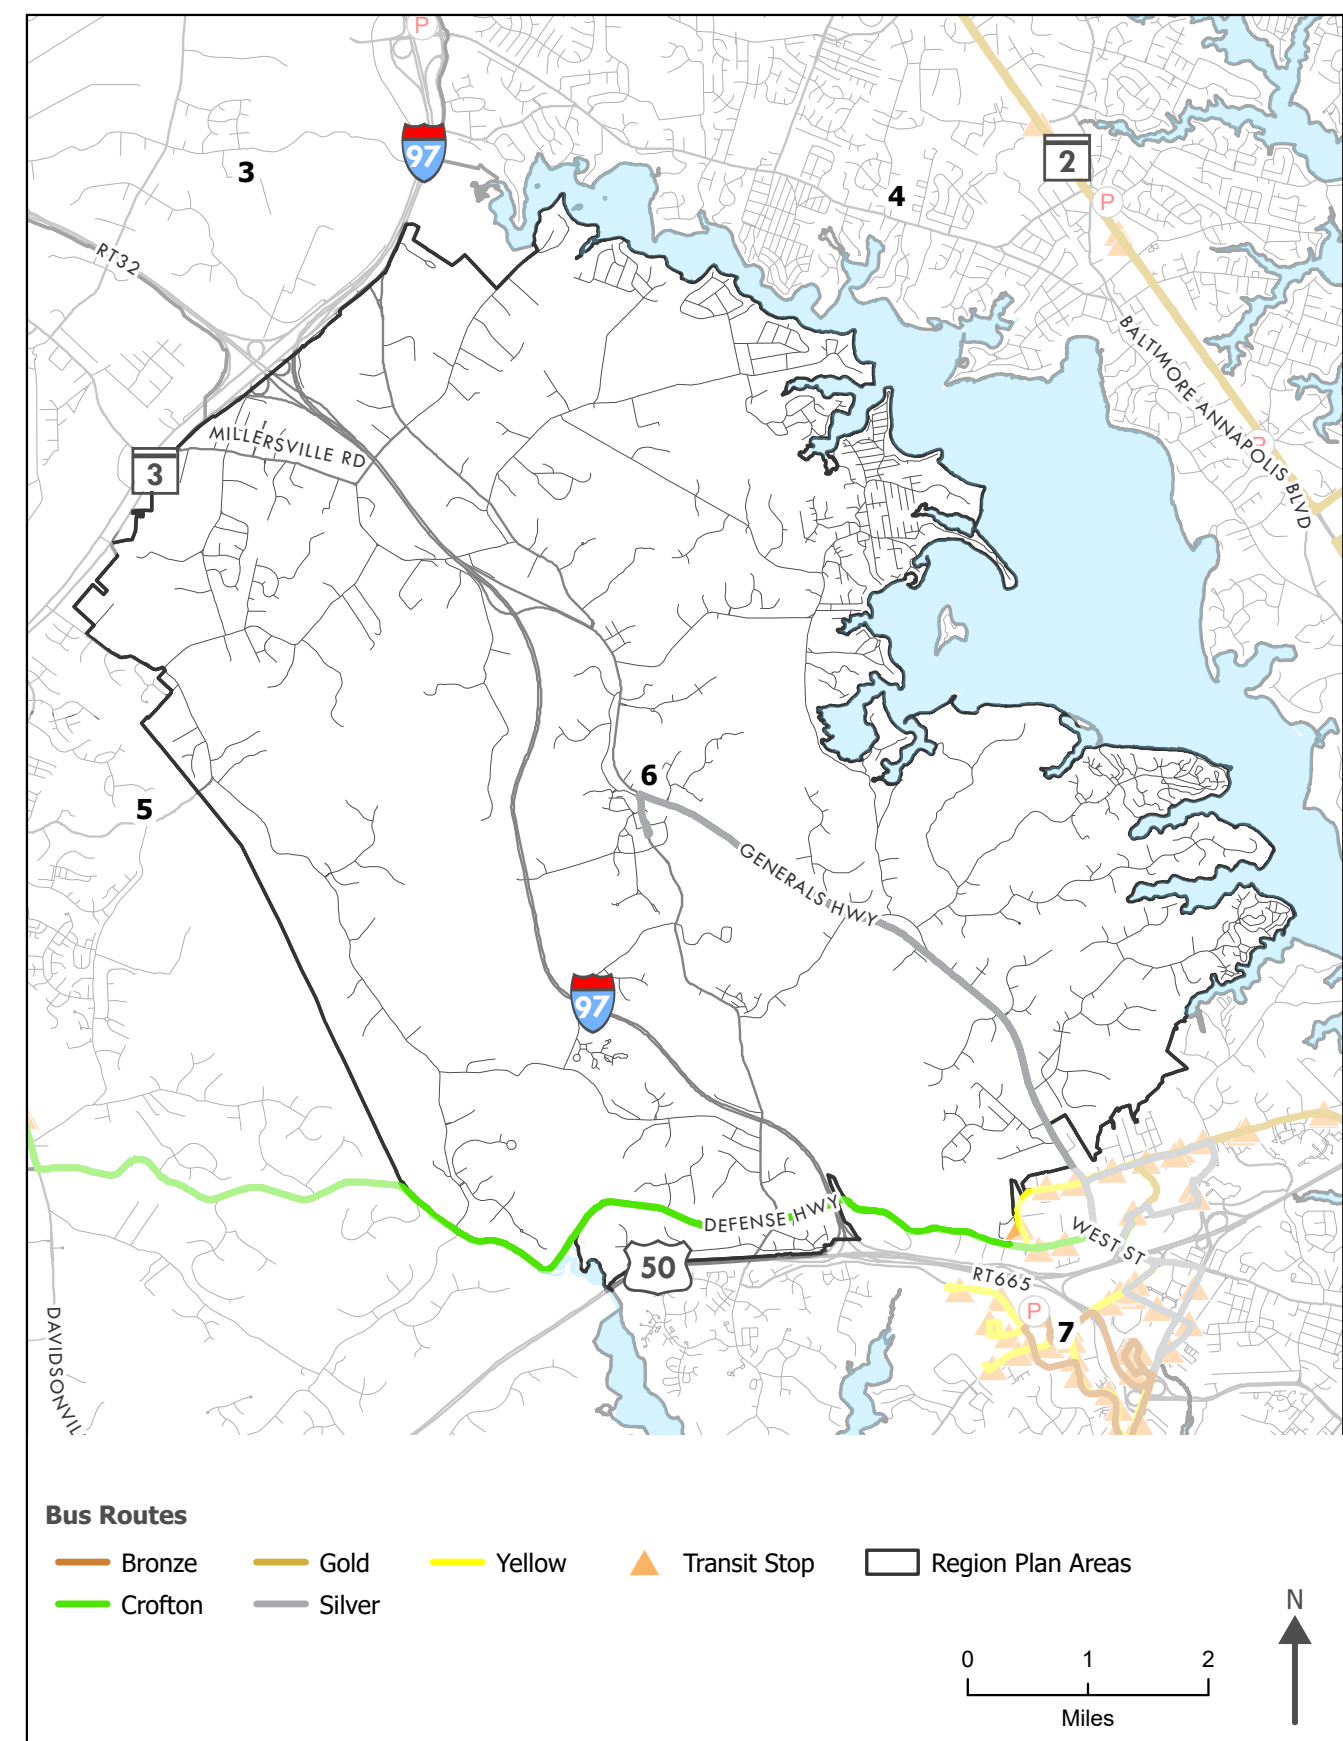 P
97
3
2
4
P
RT32
BALTIMORE ANNAPOLIS BLVD
MILLERSVILLE RD
P
3
6
5
GENERALS HWY
97
DEFENSE HWY
WEST ST
50
RT665
P
7
DAVIDSONVIL
Bus Routes
Bronze Gold Yellow Transit Stop Region Plan Areas
Crofton Silver
N
0 1 2
Miles